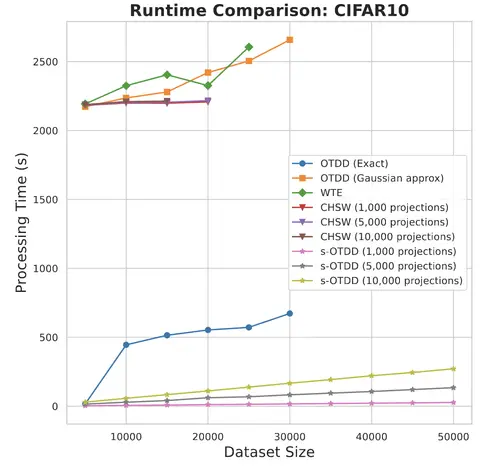 Runtime Comparison: CIFAR10
Processing Time (s)
2500
2000
1500
1000
500
0
OTDD (Exact)
OTDD (Gaussian approx)
WTE
CHSW (1,000 projections)
CHSW (5,000 projections)
CHSW (10,000 projections)
s-OTDD (1,000 projections)
s-OTDD (5,000 projections)
s-OTDD (10,000 projections)
10000 20000 30000 40000 50000
Dataset Size